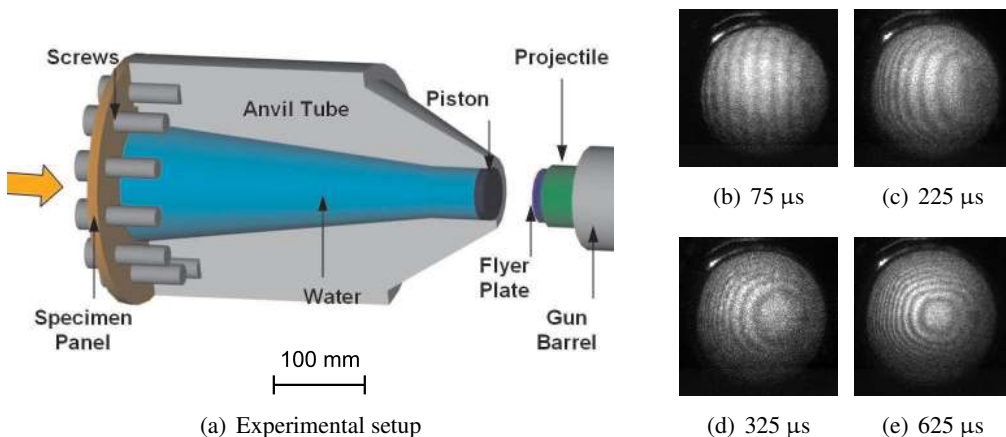 Screws
Anvil Tube
Piston
Projectile
Specimen
Panel
Water
Flyer
Plate
Gun
Barrel
100 mm
(a) Experimental setup
(b) 75 µs
(c) 225 µs
(d) 325 µs
(e) 625 µs